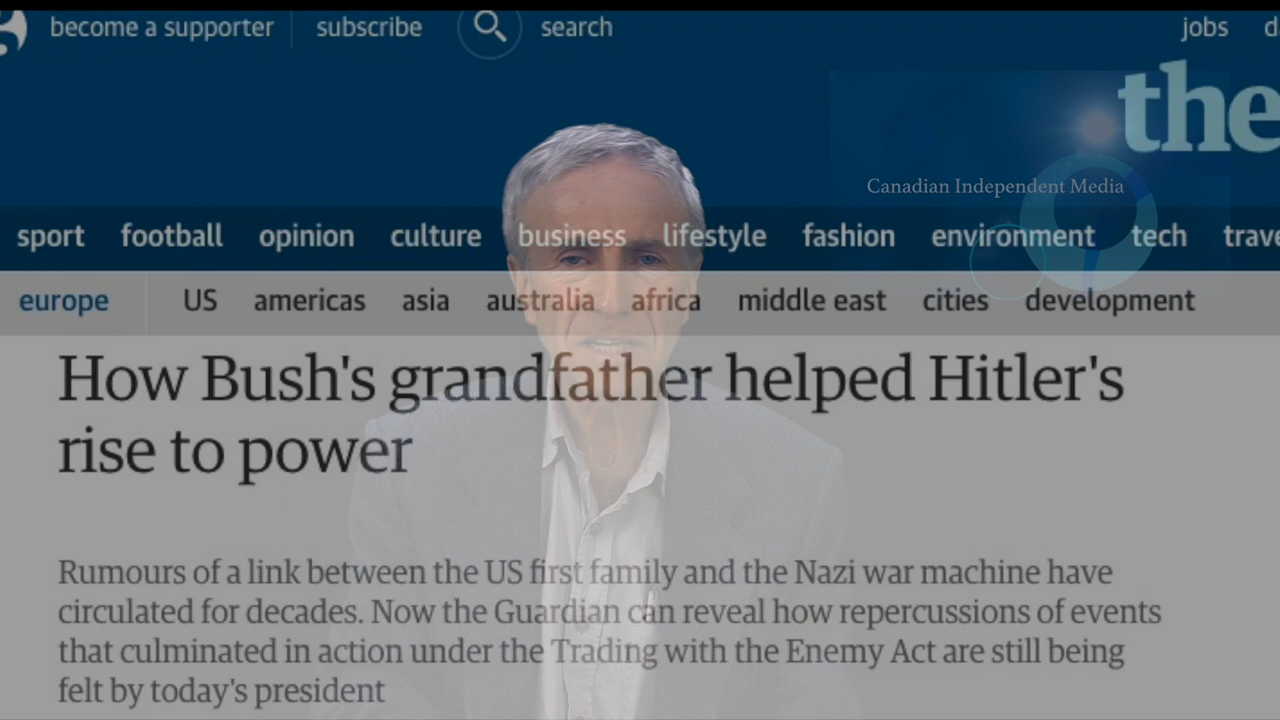 become a supporter subscribe search jobs
the
Canadian Independent Media
sport football opinion culture business lifestyle fashion environment tech
europe US americas asia australia africa middle east cities development
How Bush's grandfather helped Hitler's
rise to power
Rumours of a link between the US first family and the Nazi war machine have
circulated for decades. Now the Guardian can reveal how repercussions of events
that culminated in action under the Trading with the Enemy Act are still being
felt by today's president